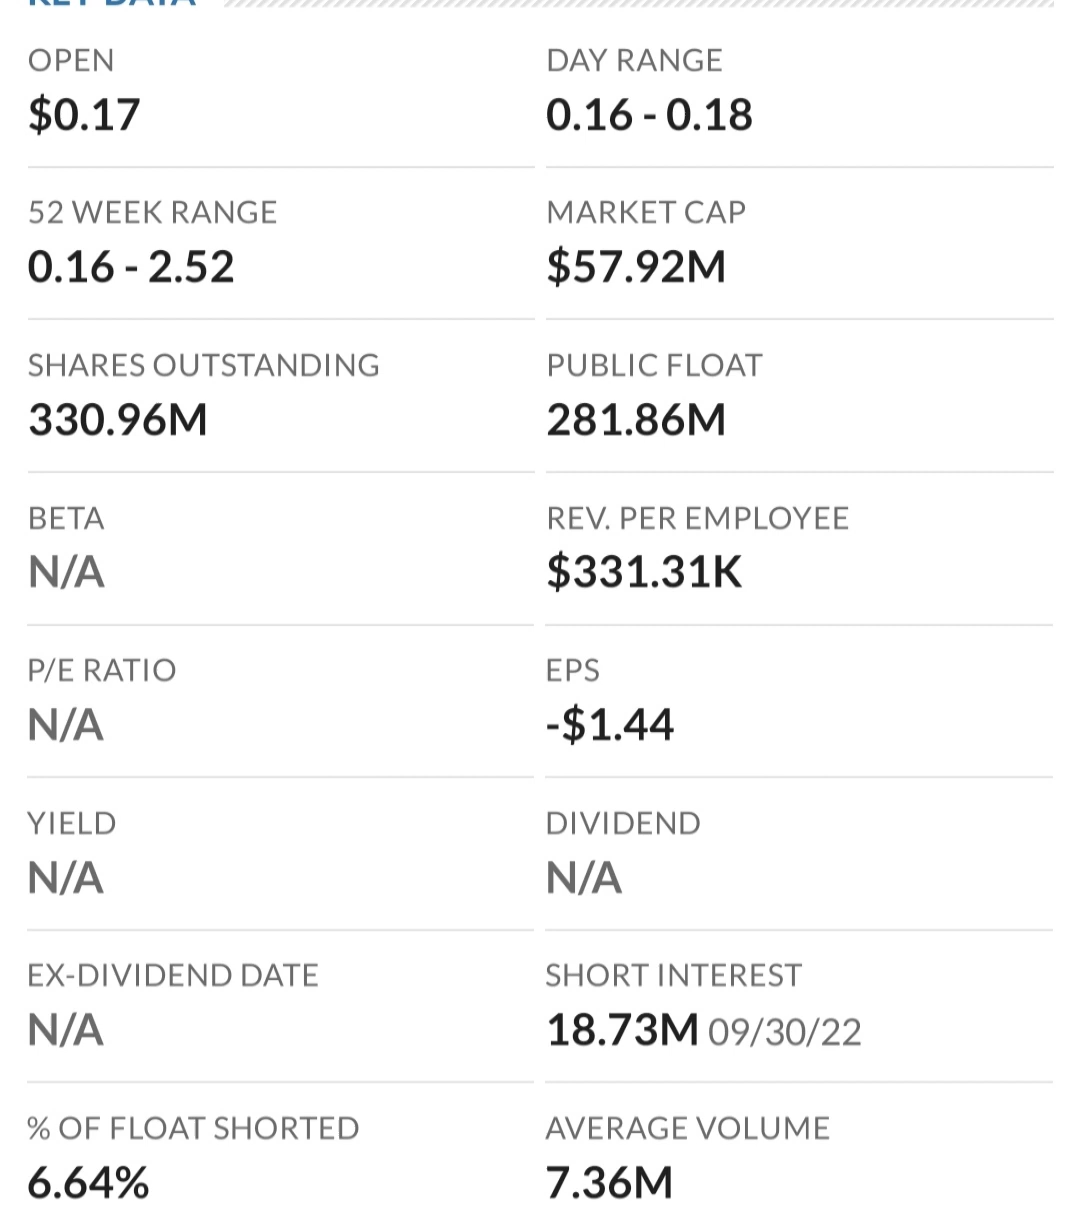 KEY DATA
OPEN
$0.17
DAY RANGE
0.16 - 0.18
52 WEEK RANGE
0.16 - 2.52
MARKET CAP
$57.92M
SHARES OUTSTANDING
330.96M
PUBLIC FLOAT
281.86M
BETA
N/A
REV. PER EMPLOYEE
$331.31K
P/E RATIO
N/A
EPS
-$1.44
YIELD
N/A
DIVIDEND
N/A
EX-DIVIDEND DATE
N/A
SHORT INTEREST
18.73M 09/30/22
% OF FLOAT SHORTED
6.64%
AVERAGE VOLUME
7.36M